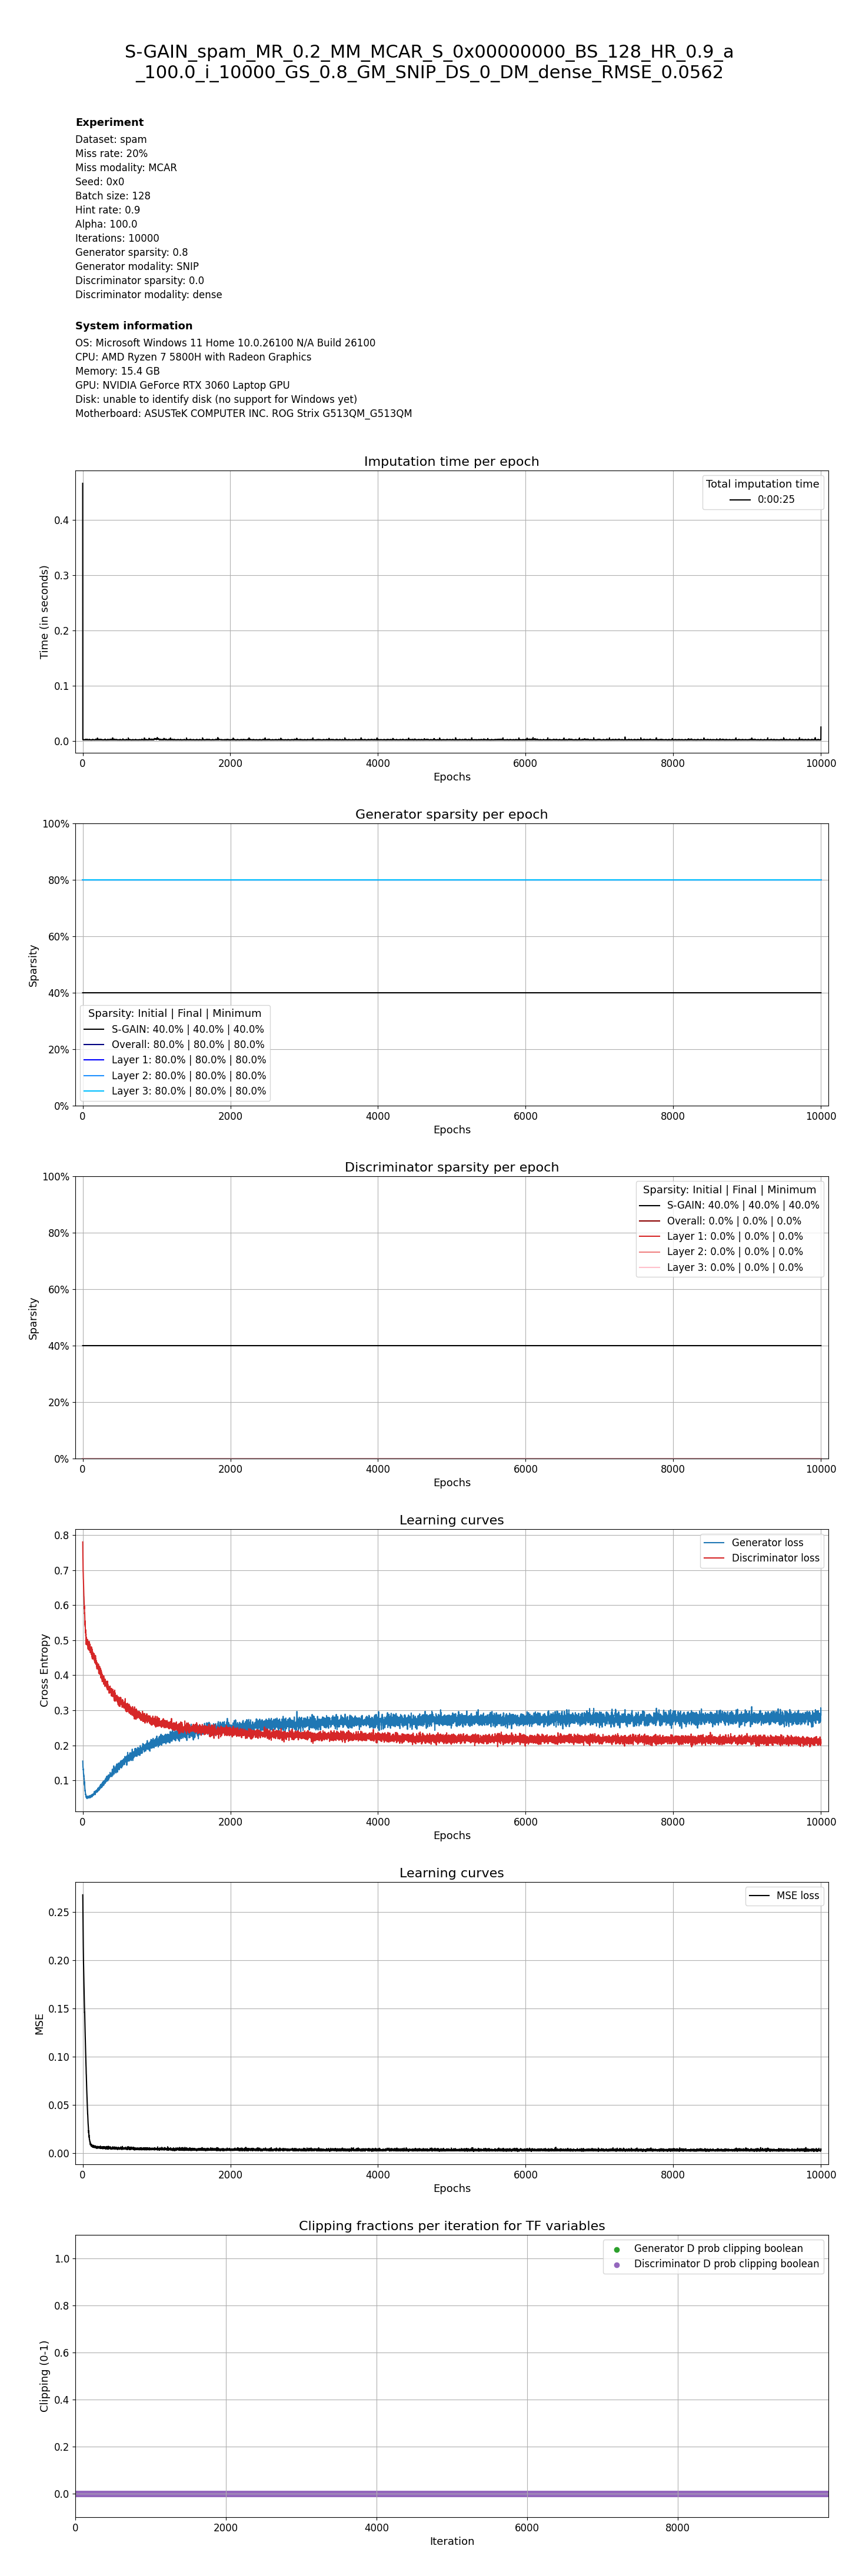 S-GAIN_spam_MR_0.2_MM_MCAR_S_0x00000000_BS_128_HR_0.9_a
_100.0_i_10000_GS_0.8_GM_SNIP_DS_0_DM_dense_RMSE_0.0562
Experiment
Dataset: spam
Miss rate: 20%
Miss modality: MCAR
Seed: 0x0
Batch size: 128
Hint rate: 0.9
Alpha: 100.0
Iterations: 10000
Generator sparsity: 0.8
Generator modality: SNIP
Discriminator sparsity: 0.0
Discriminator modality: dense
System information
OS: Microsoft Windows 11 Home 10.0.26100 N/A Build 26100
CPU: AMD Ryzen 7 5800H with Radeon Graphics
Memory: 15.4 GB
GPU: NVIDIA GeForce RTX 3060 Laptop GPU
Disk: unable to identify disk (no support for Windows yet)
Motherboard: ASUSTeK COMPUTER INC. ROG Strix G513QM_G513QM
Imputation time per epoch
Total imputation time
0:00:25
0.4
0.3
0.2
0.1
0.0
Time (in seconds)
0 2000 4000 6000 8000 10000
Epochs
Generator sparsity per epoch
100%
80%
60%
40%
20%
0%
Sparsity
Sparsity: Initial | Final | Minimum
S-GAIN: 40.0% | 40.0% | 40.0%
Overall: 80.0% | 80.0% | 80.0%
Layer 1: 80.0% | 80.0% | 80.0%
Layer 2: 80.0% | 80.0% | 80.0%
Layer 3: 80.0% | 80.0% | 80.0%
0 2000 4000 6000 8000 10000
Epochs
Discriminator sparsity per epoch
100%
80%
60%
40%
20%
0%
Sparsity
Sparsity: Initial | Final | Minimum
S-GAIN: 40.0% | 40.0% | 40.0%
Overall: 0.0% | 0.0% | 0.0%
Layer 1: 0.0% | 0.0% | 0.0%
Layer 2: 0.0% | 0.0% | 0.0%
Layer 3: 0.0% | 0.0% | 0.0%
0 2000 4000 6000 8000 10000
Epochs
Learning curves
0.8
0.7
0.6
0.5
0.4
0.3
0.2
0.1
Cross Entropy
Generator loss
Discriminator loss
0 2000 4000 6000 8000 10000
Epochs
Learning curves
MSE loss
0.25
0.20
0.15
0.10
0.05
0.00
MSE
0 2000 4000 6000 8000 10000
Epochs
Clipping fractions per iteration for TF variables
Generator D prob clipping boolean
Discriminator D prob clipping boolean
1.0
0.8
0.6
0.4
0.2
0.0
Clipping (0-1)
0 2000 4000 6000 8000
Iteration